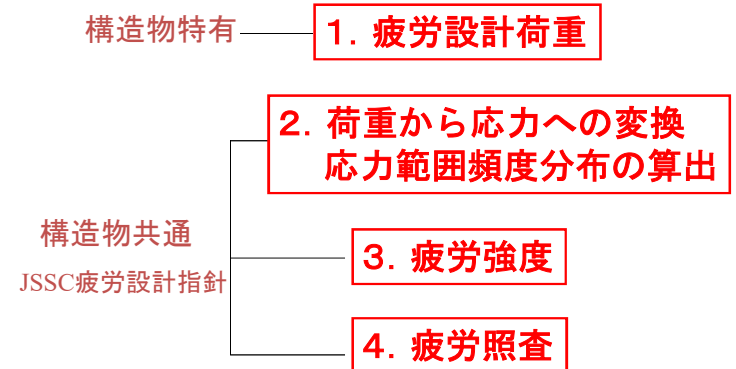 構造物特有
1. 疲労設計荷重
2. 荷重から応力への変換
応力範囲頻度分布の算出
構造物共通
JSSC疲労設計指針
3. 疲労強度
4. 疲労照査